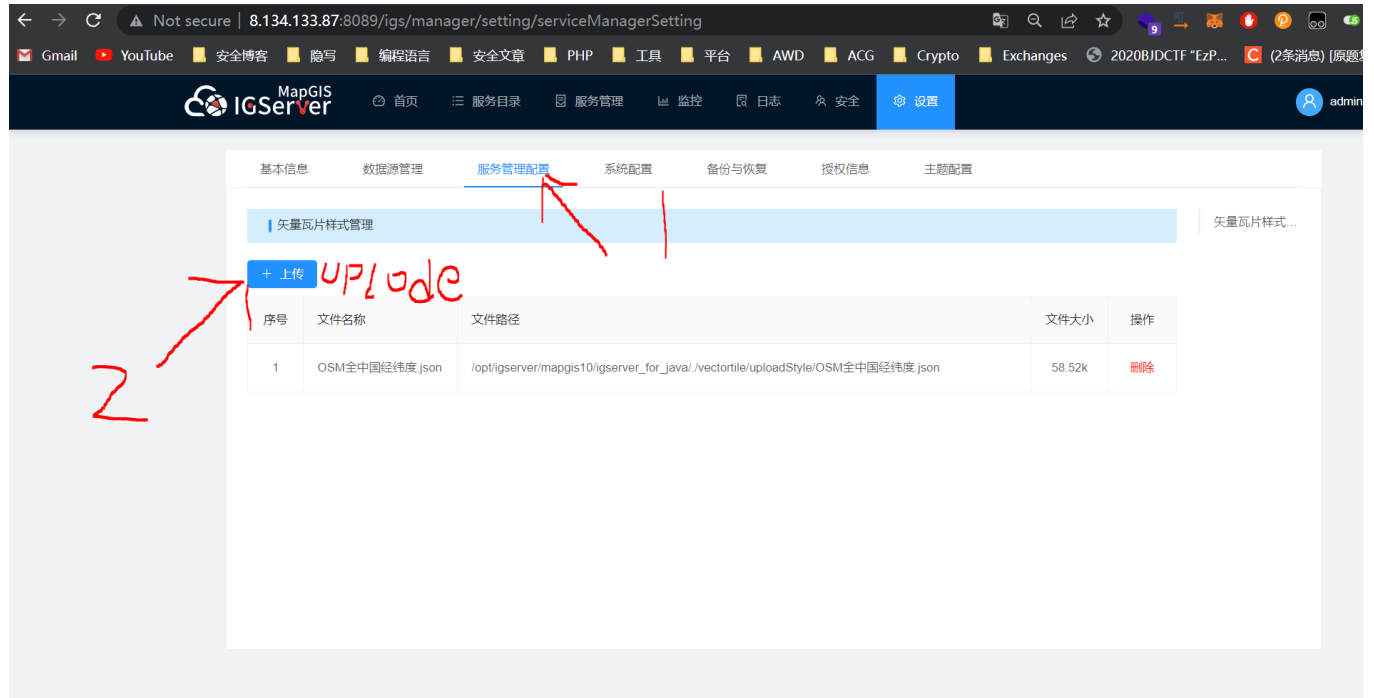 Not secure | 8.134.133.87:8089/igs/manager/setting/serviceManagerSetting
9
Gmail YouTube 安全博客 隐写 编程语言 安全文章 PHP 工具 平台 AWD ACG Crypto Exchanges 2020BJDCTF "EzP... C (2条消息) [原题
MapGIS
IGServer 首页 服务目录 服务管理 监控 日志 安全 设置 admin
基本信息 数据源管理 服务管理配置 系统配置 备份与恢复 授权信息 主题配置
矢量瓦片样式管理 矢量瓦片样式...
+ 上传 uplode
1
2
序号 文件名称 文件路径 文件大小 操作
1 OSM全中国经纬度.json /opt/igserver/mapgis10/igserver_for_java/./vectortile/uploadStyle/OSM全中国经纬度.json 58.52k 删除